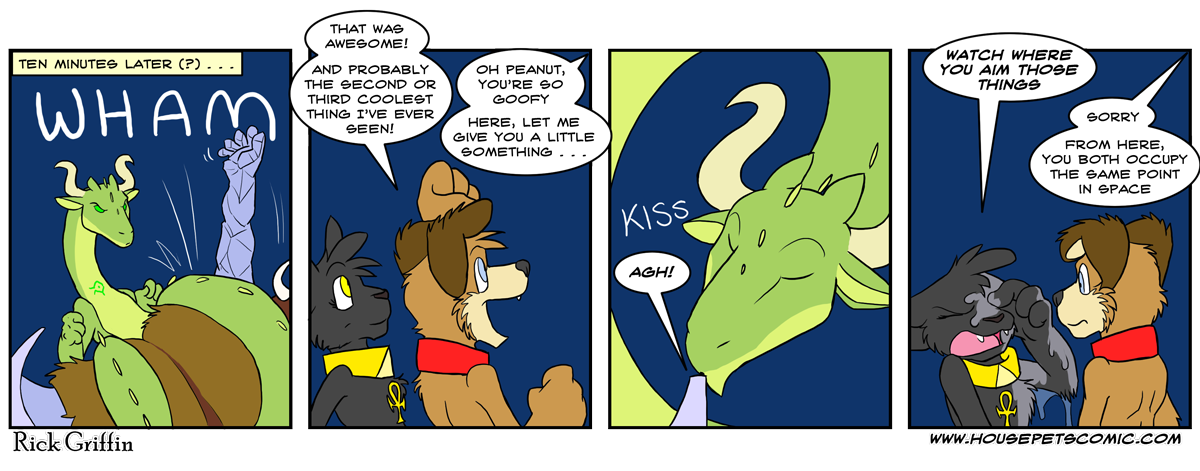 TEN MINUTES LATER (?) . . .
WHAM
THAT WAS
AWESOME!
AND PROBABLY
THE SECOND OR
THIRD COOLEST
THING I'VE EVER
SEEN!
OH PEANUT,
YOU'RE SO
GOOFY
HERE, LET ME
GIVE YOU A LITTLE
SOMETHING . . .
KISS
AGH!
WATCH WHERE
YOU AIM THOSE
THINGS
SORRY
FROM HERE,
YOU BOTH OCCUPY
THE SAME POINT
IN SPACE
Rick Griffin
WWW.HOUSEPETSCOMIC.COM